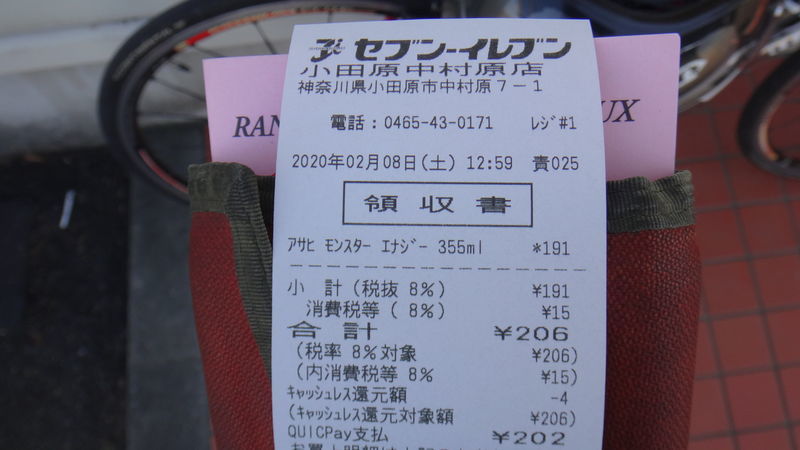 セブン-イレブン
小田原中村原店
神奈川県小田原市中村原7-1
電話:0465-43-0171 レジ#1
RAN UX
2020年02月08日(土) 12:59 責025
領収書
アサヒ モンスター エナジー 355ml *191
小計(税抜 8%) ¥191
消費税等( 8%) ¥15
合計 ¥206
(税率 8%対象 ¥206)
(内消費税等 8% ¥15)
キャッシュレス還元額 -4
(キャッシュレス還元対象額 ¥206)
QUICPay支払 ¥202